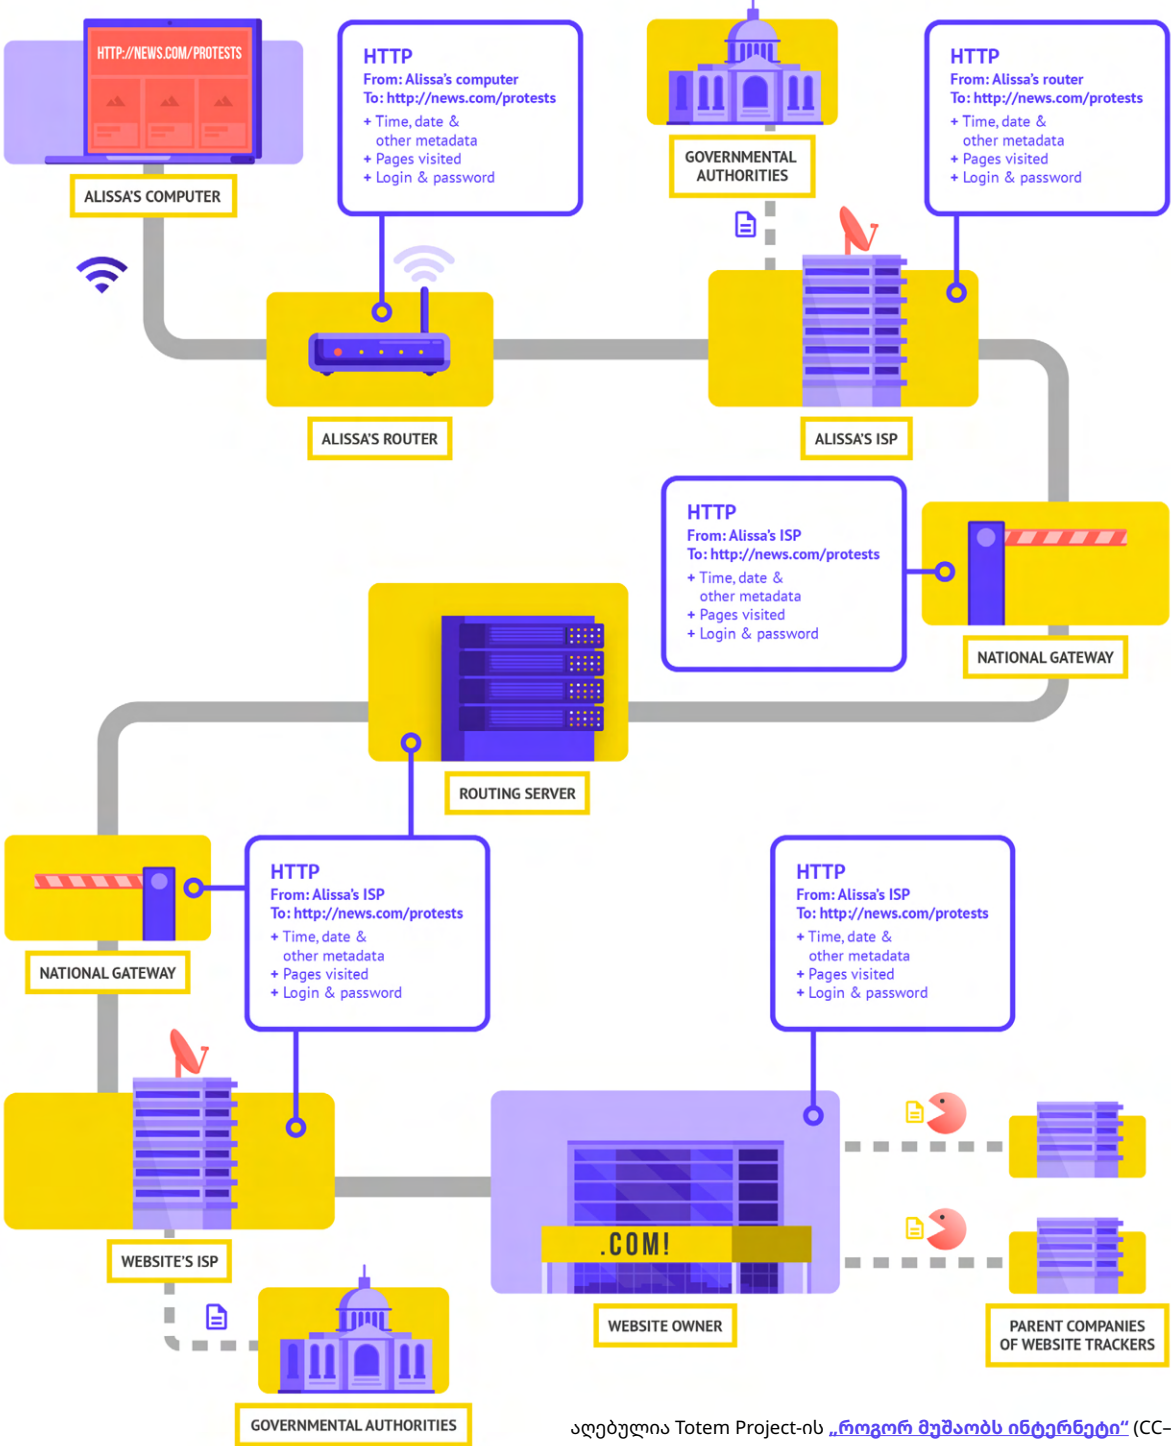 HTTP://NEWS.COM/PROTESTS
ALISSA'S COMPUTER
HTTP
From: Alissa's computer
To: http://news.com/protests
+ Time, date &
other metadata
+ Pages visited
+ Login & password
GOVERNMENTAL
AUTHORITIES
HTTP
From: Alissa's router
To: http://news.com/protests
+ Time, date &
other metadata
+ Pages visited
+ Login & password
ALISSA'S ROUTER
ALISSA'S ISP
HTTP
From: Alissa's ISP
To: http://news.com/protests
+ Time, date &
other metadata
+ Pages visited
+ Login & password
NATIONAL GATEWAY
ROUTING SERVER
NATIONAL GATEWAY
HTTP
From: Alissa's ISP
To: http://news.com/protests
+ Time, date &
other metadata
+ Pages visited
+ Login & password
HTTP
From: Alissa's ISP
To: http://news.com/protests
+ Time, date &
other metadata
+ Pages visited
+ Login & password
WEBSITE'S ISP
.COM!
WEBSITE OWNER
PARENT COMPANIES
OF WEBSITE TRACKERS
GOVERNMENTAL AUTHORITIES
აღებულია Totem Project-ის „როგორ მუშაობს ინტერნეტი“ (CC–